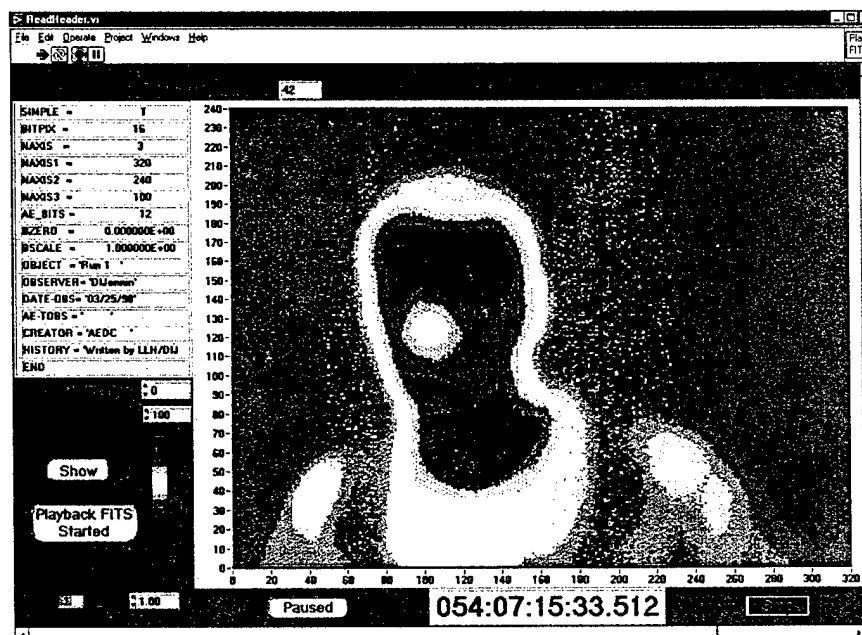 ReadHeader.vi
File Edit Operate Project Windows Help
Fla
FIT
42
SIMPLE = T
BITPIX = 16
NAXIS = 3
NAXIS1 = 320
NAXIS2 = 240
NAXIS3 = 100
AE_BITS = 12
BZERO = 0.000000E+00
BSCALE = 1.000000E+00
OBJECT = 'Run 1 '
OBSERVER= 'DIJensin'
DATE-OBS= '03/25/98'
AE-TOBS = ' '
CREATOR = 'AEDC '
HISTORY = 'Written by LLH/DIJ
END
0
100
Show
Playback FITS
Started
1.00
Paused
054:07:15:33.512
240
230
220
210
200
190
180
170
160
150
140
130
120
110
100
90
80
70
60
50
40
30
20
10
0
0 20 40 60 80 100 120 140 160 180 200 220 240 260 280 300 320